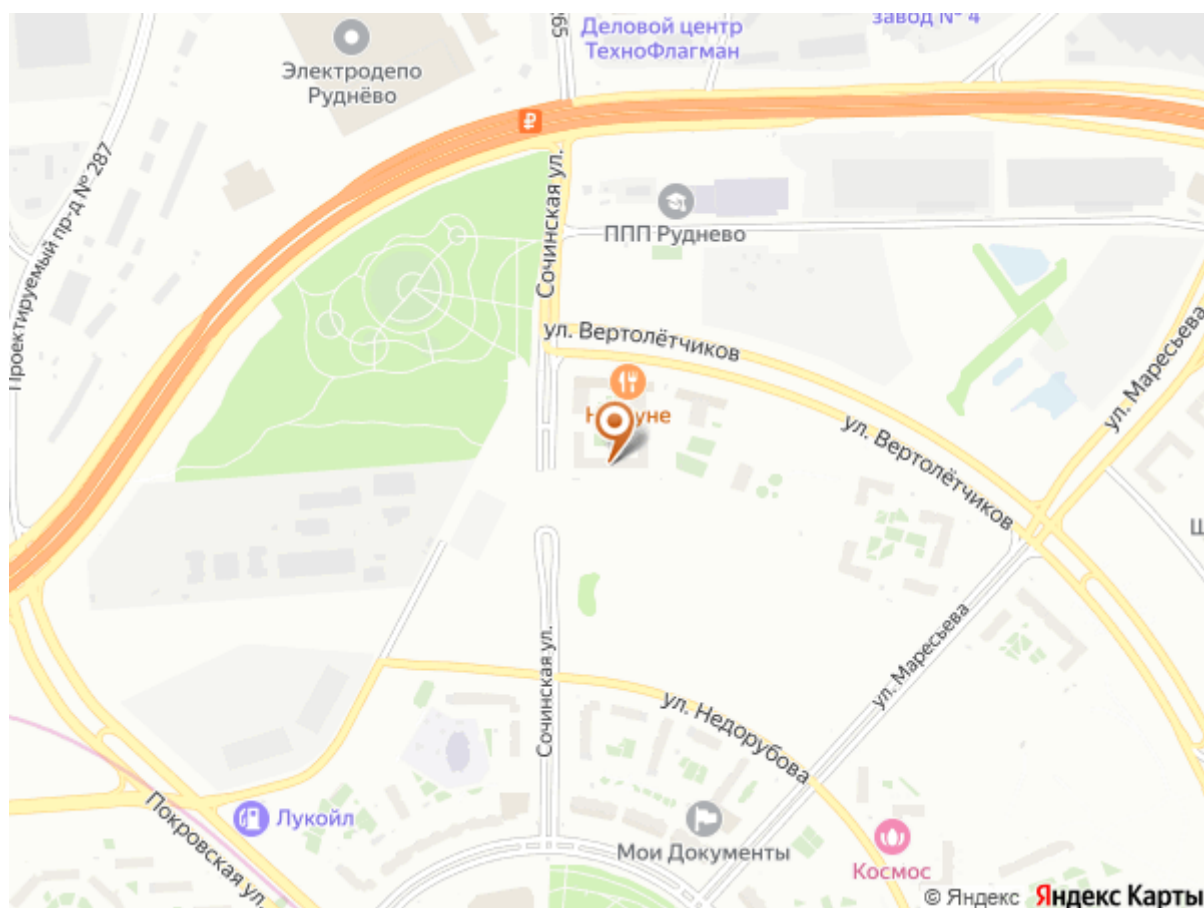 завод № 4
Деловой центр
ТехноФлагман
Электродепо
Руднёво
₽
Проектируемый пр-д № 287
Сочинская ул.
ППП Руднево
ул. Вертолётчиков
ул. Маресьева
ул. Вертолётчиков
ул. Маресьева
Сочинская ул.
ул. Недорубова
Покровская ул.
Лукойл
Мои Документы
Космос
© Яндекс Яндекс Карты